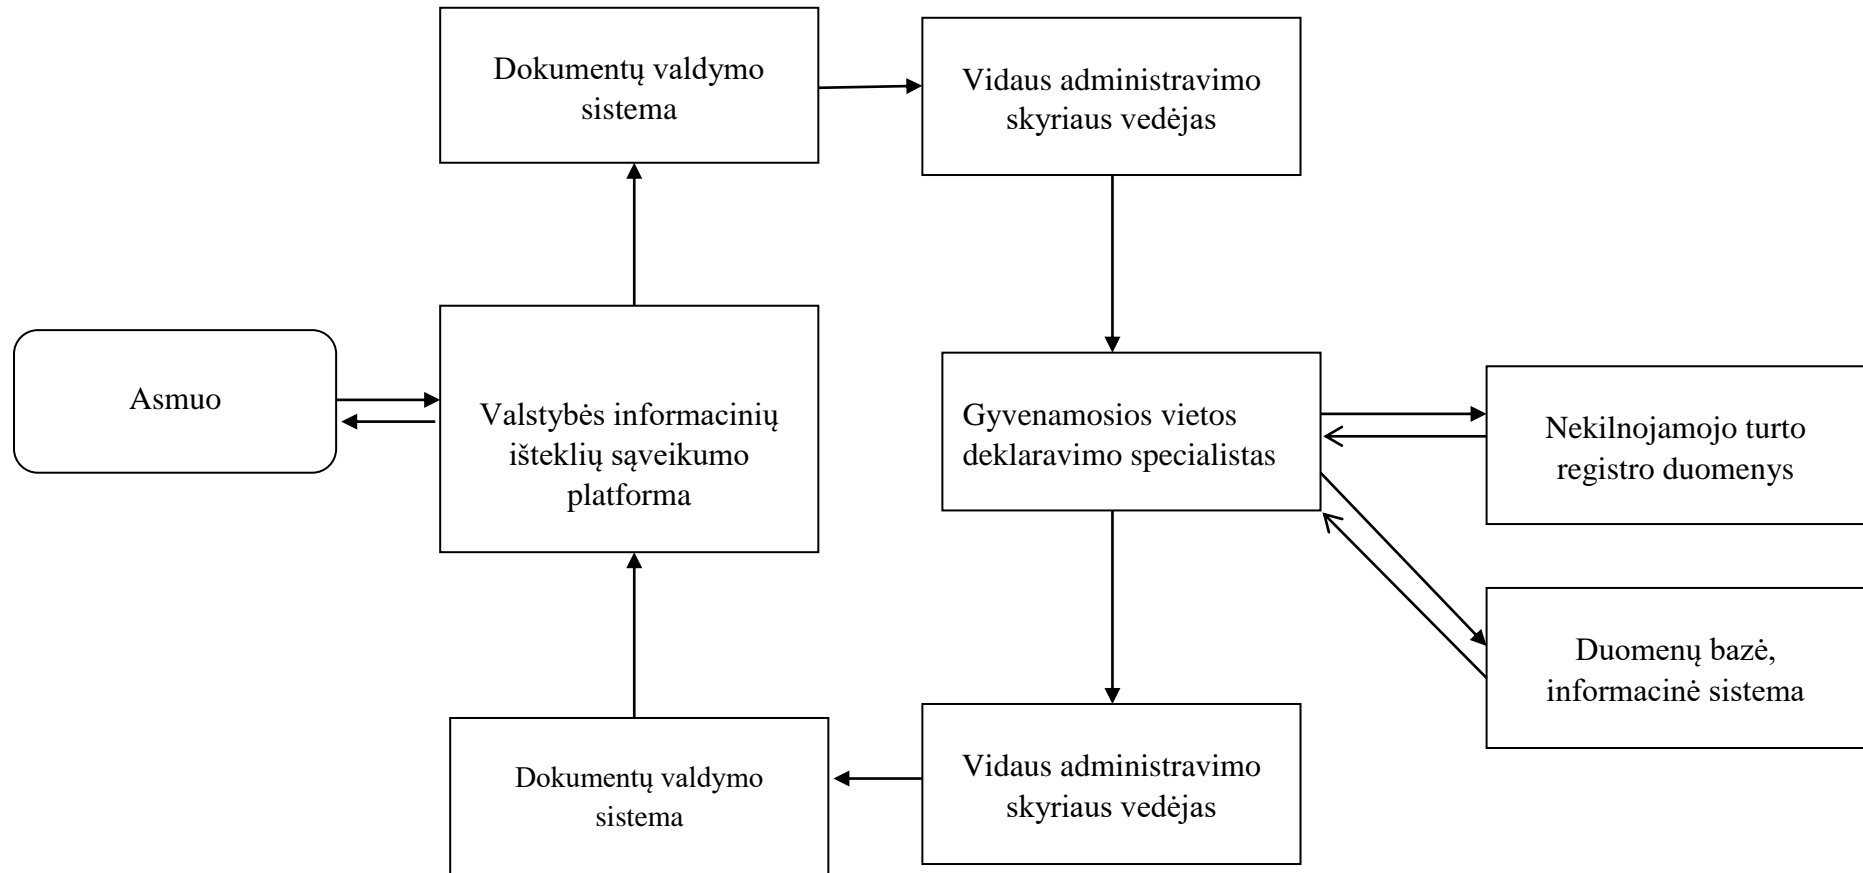 Dokumentų valdymo
sistema
Vidaus administravimo
skyriaus vedėjas
Asmuo
Valstybės informacinių
išteklių sąveikumo
platforma
Gyvenamosios vietos
deklaravimo specialistas
Nekilnojamojo turto
registro duomenys
Duomenų bazė,
informacinė sistema
Vidaus administravimo
skyriaus vedėjas
Dokumentų valdymo
sistema